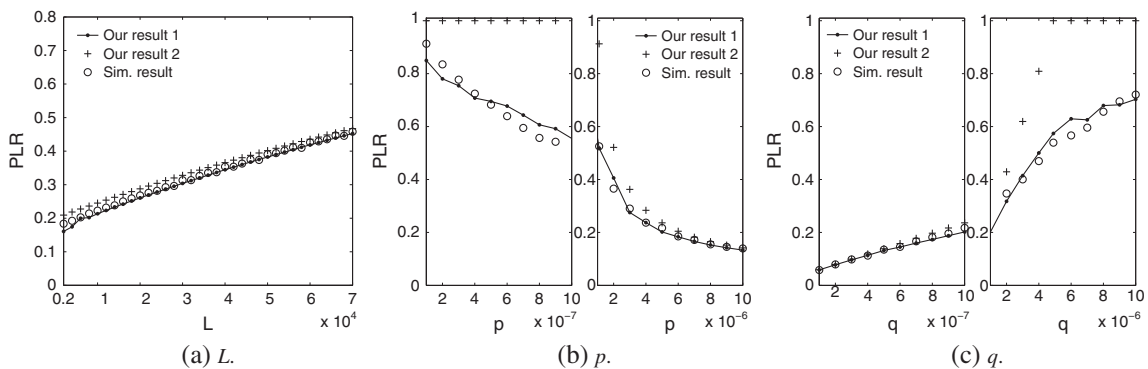 0.8
0.7
0.6
0.5
0.4
0.3
0.2
0.1
0
PLR
Our result 1
Our result 2
Sim. result
0.2 1 2 3 4 5 6 7
L
x 10^4
(a) L.
1
0.8
0.6
0.4
0.2
0
PLR
2 4 6 8 10
p
x 10^-7
1
0.8
0.6
0.4
0.2
0
Our result 1
Our result 2
Sim. result
2 4 6 8 10
p
x 10^-6
(b) p.
1
0.8
0.6
0.4
0.2
0
PLR
Our result 1
Our result 2
Sim. result
2 4 6 8 10
q
x 10^-7
1
0.8
0.6
0.4
0.2
0
2 4 6 8 10
q
x 10^-6
(c) q.